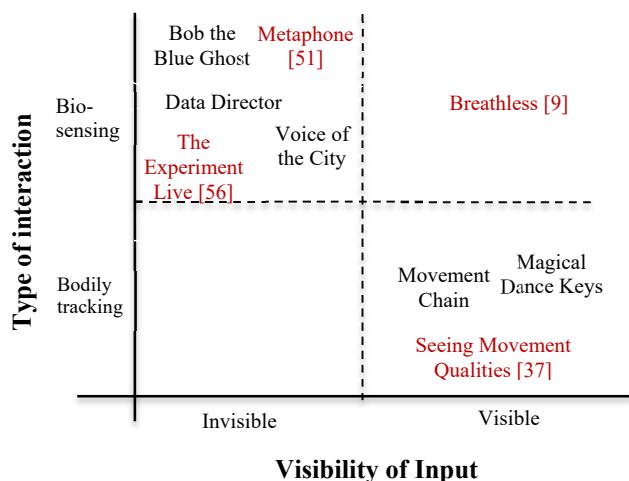 Bob the
Blue Ghost
Metaphone
[51]
Data Director
Voice of
the City
The
Experiment
Live [56]
Breathless [9]
Bio-
sensing
Type of interaction
Bodily
tracking
Movement
Chain
Magical
Dance Keys
Seeing Movement
Qualities [37]
Invisible
Visible
Visibility of Input